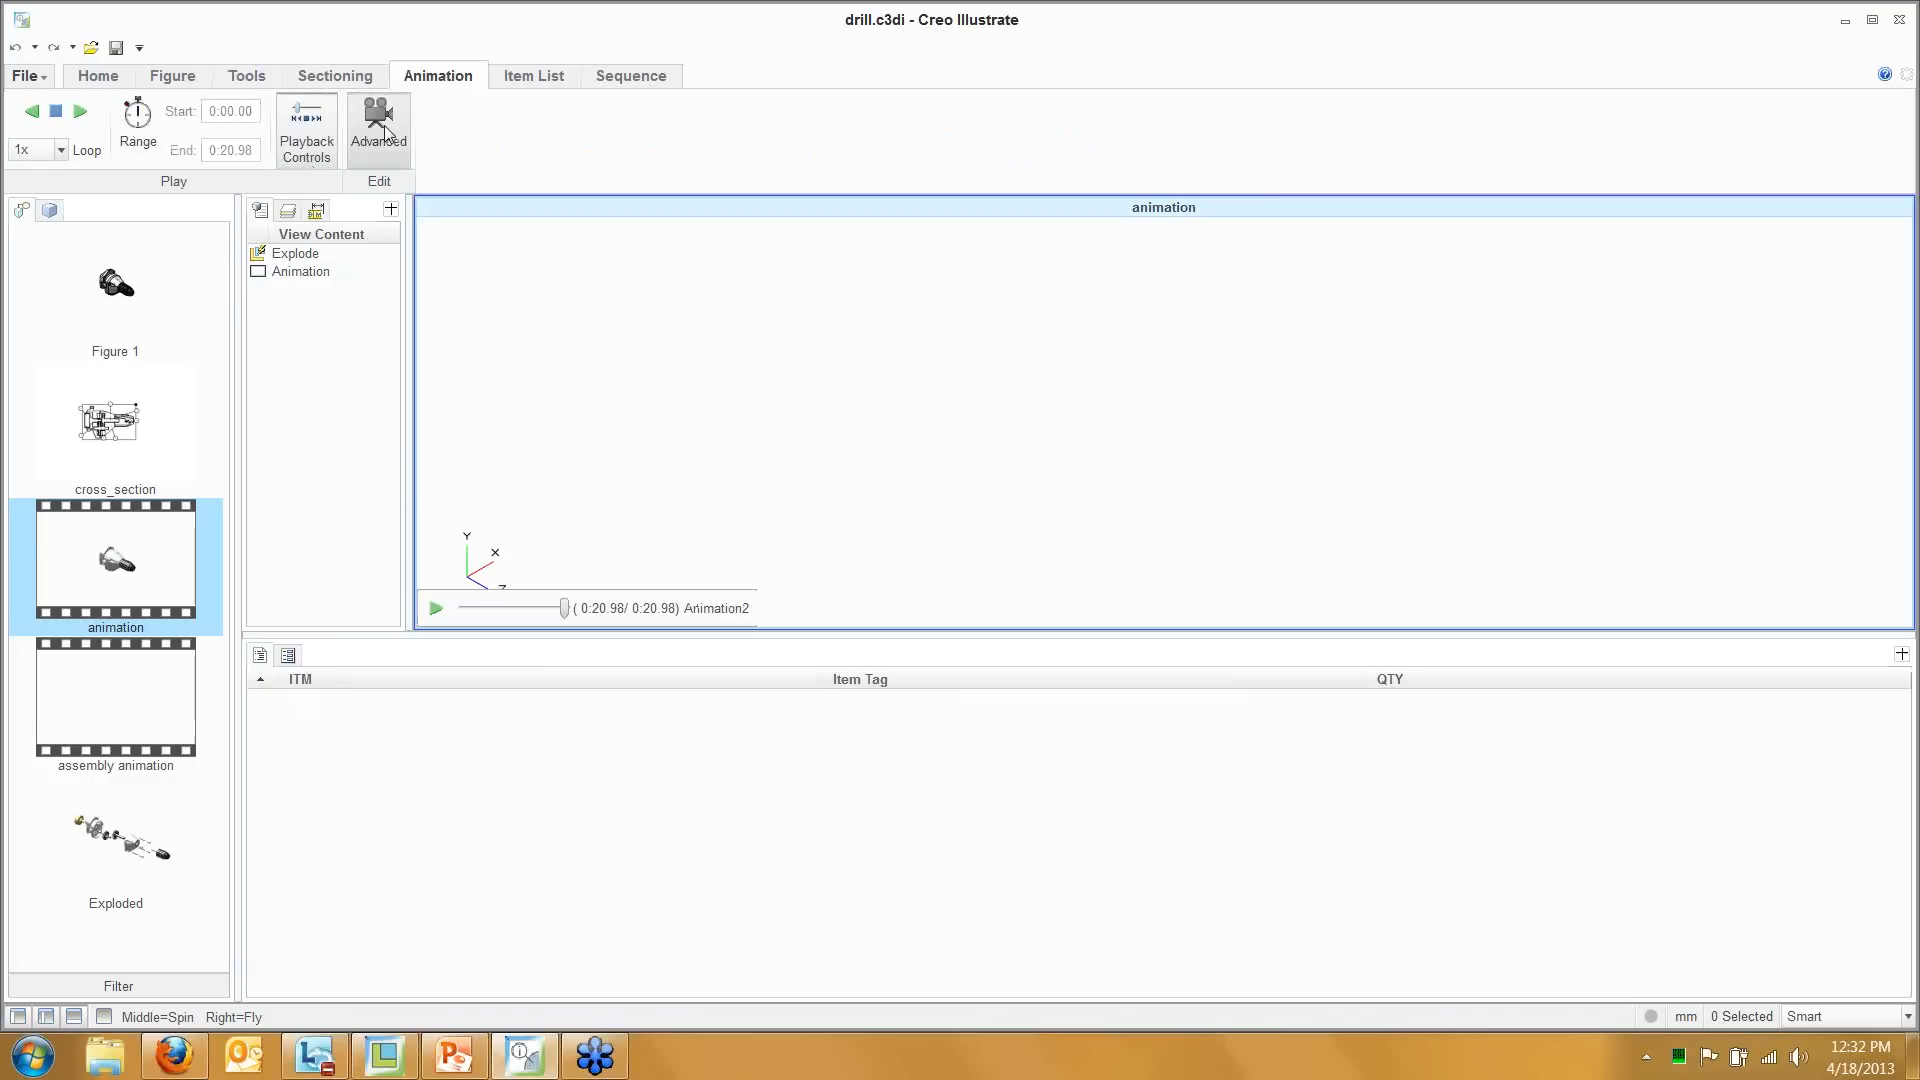 drill.c3di - Creo Illustrate
File Home Figure Tools Sectioning Animation Item List Sequence
Start: 0:00.00
Range
1x Loop End: 0:20.98
Playback Controls
Advanced
Play Edit
animation
View Content
Explode
Animation
Figure 1
cross_section
animation
assembly animation
Exploded
Filter
Y
X
Z
( 0:20.98/ 0:20.98) Animation2
ITM Item Tag QTY
Middle=Spin Right=Fly mm 0 Selected Smart
12:32 PM
4/18/2013